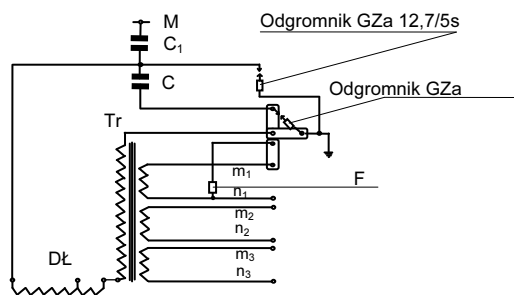 M
Odgromnik GZa 12,7/5s
C₁
C
Odgromnik GZa
Tr
m₁
F
n₁
m₂
n₂
m₃
DŁ
n₃